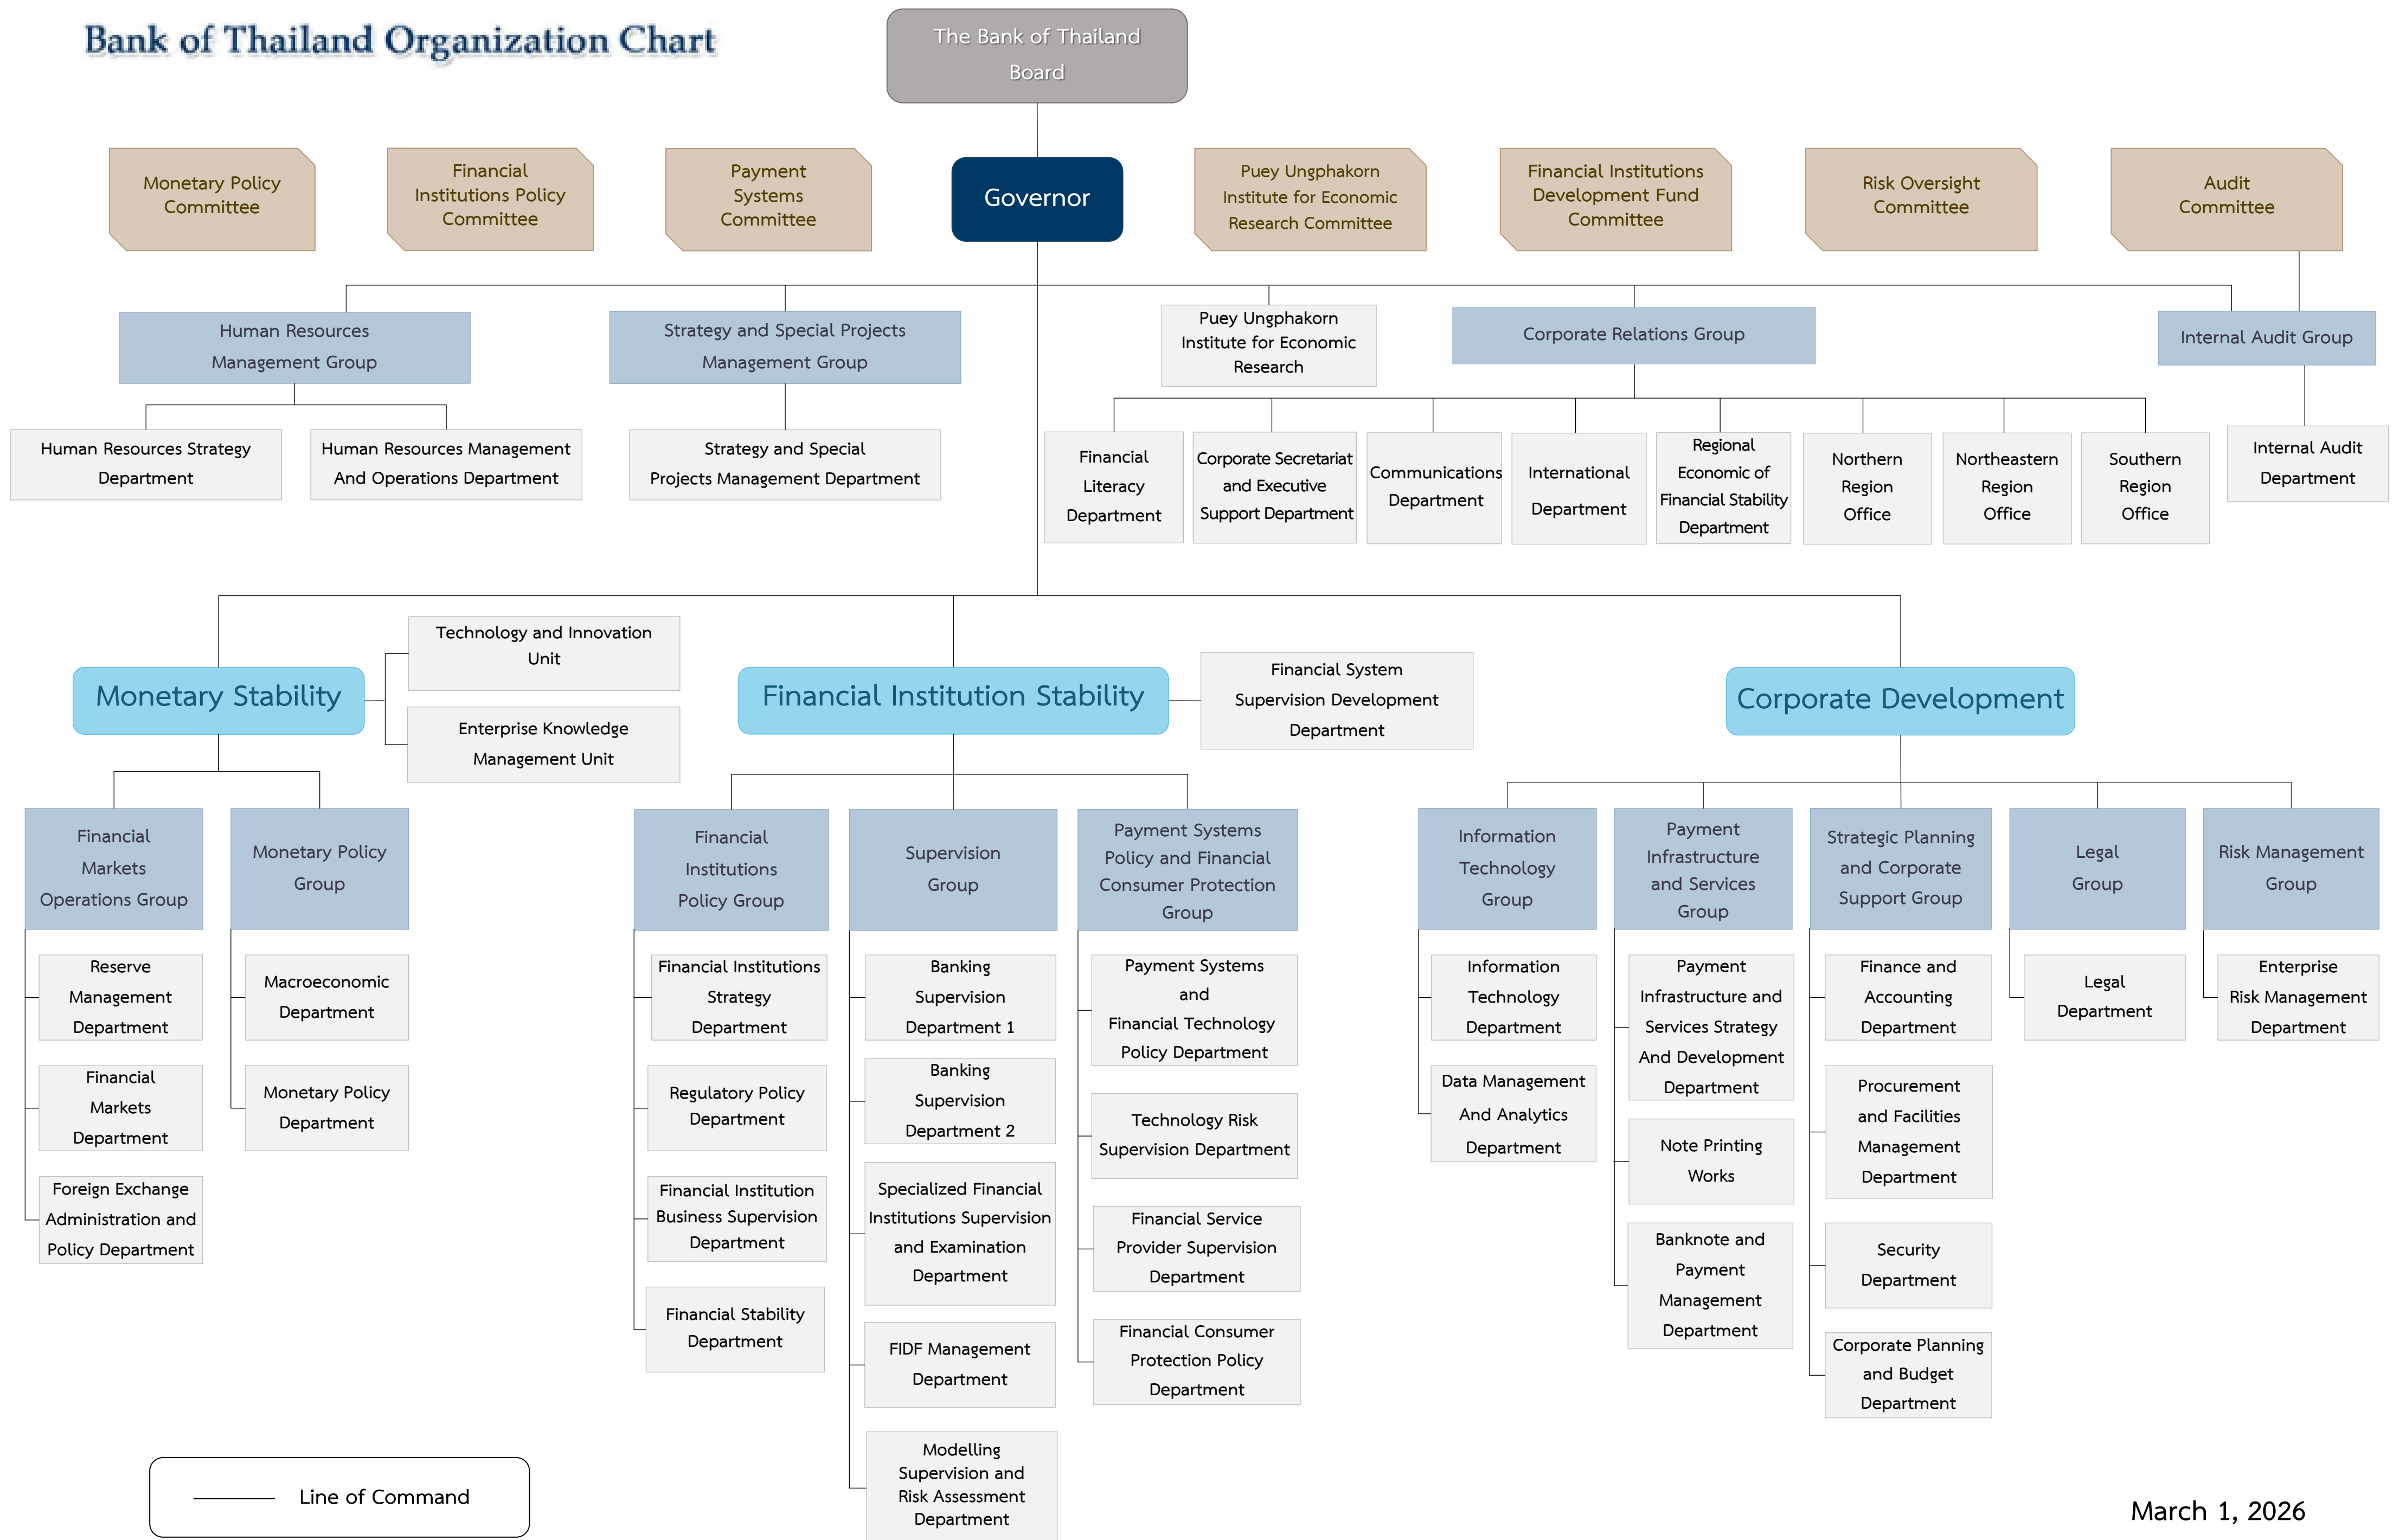 Bank of Thailand Organization Chart
The Bank of Thailand
Board
Monetary Policy
Committee
Financial
Institutions Policy
Committee
Payment
Systems
Committee
Governor
Puey Ungphakorn
Institute for Economic
Research Committee
Financial Institutions
Development Fund
Committee
Risk Oversight
Committee
Audit
Committee
Human Resources
Management Group
Strategy and Special Projects
Management Group
Puey Ungphakorn
Institute for Economic
Research
Corporate Relations Group
Internal Audit Group
Human Resources Strategy
Department
Human Resources Management
And Operations Department
Strategy and Special
Projects Management Department
Financial
Literacy
Department
Corporate Secretariat
and Executive
Support Department
Communications
Department
International
Department
Regional
Economic of
Financial Stability
Department
Northern
Region
Office
Northeastern
Region
Office
Southern
Region
Office
Internal Audit
Department
Monetary Stability
Technology and Innovation
Unit
Enterprise Knowledge
Management Unit
Financial Institution Stability
Financial System
Supervision Development
Department
Corporate Development
Financial
Markets
Operations Group
Monetary Policy
Group
Financial
Institutions
Policy Group
Supervision
Group
Payment Systems
Policy and Financial
Consumer Protection
Group
Information
Technology
Group
Payment
Infrastructure
and Services
Group
Strategic Planning
and Corporate
Support Group
Legal
Group
Risk Management
Group
Reserve
Management
Department
Financial
Markets
Department
Foreign Exchange
Administration and
Policy Department
Macroeconomic
Department
Monetary Policy
Department
Financial Institutions
Strategy
Department
Regulatory Policy
Department
Financial Institution
Business Supervision
Department
Financial Stability
Department
Banking
Supervision
Department 1
Banking
Supervision
Department 2
Specialized Financial
Institutions Supervision
and Examination
Department
FIDF Management
Department
Modelling
Supervision and
Risk Assessment
Department
Payment Systems
and
Financial Technology
Policy Department
Technology Risk
Supervision Department
Financial Service
Provider Supervision
Department
Financial Consumer
Protection Policy
Department
Information
Technology
Department
Data Management
And Analytics
Department
Payment
Infrastructure and
Services Strategy
And Development
Department
Note Printing
Works
Banknote and
Payment
Management
Department
Finance and
Accounting
Department
Procurement
and Facilities
Management
Department
Security
Department
Corporate Planning
and Budget
Department
Legal
Department
Enterprise
Risk Management
Department
Line of Command
March 1, 2026